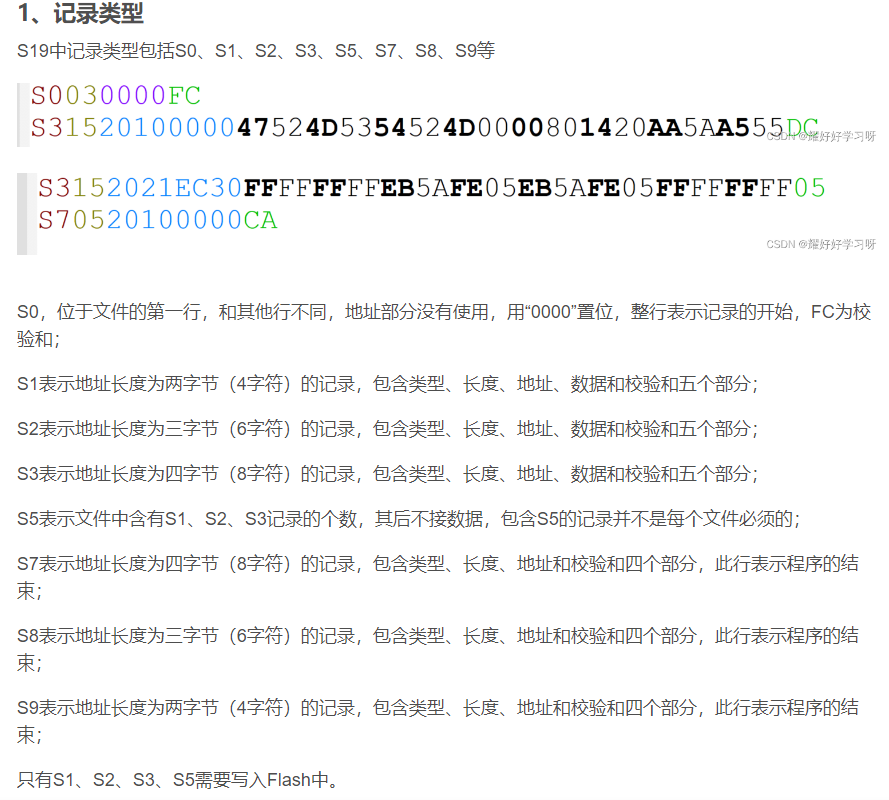 1、记录类型
S19中记录类型包括S0、S1、S2、S3、S5、S7、S8、S9等
S0030000FC
S3152010000047524D5354524D0000801420AA5AA555DC
CSDN @耀好好学习呀
S3152021EC30FFFFFFFFEB5AFE05EB5AFE05FFFFFFFF05
S70520100000CA
CSDN @耀好好学习呀
S0，位于文件的第一行，和其他行不同，地址部分没有使用，用“0000”置位，整行表示记录的开始，FC为校
验和；
S1表示地址长度为两字节（4字符）的记录，包含类型、长度、地址、数据和校验和五个部分；
S2表示地址长度为三字节（6字符）的记录，包含类型、长度、地址、数据和校验和五个部分；
S3表示地址长度为四字节（8字符）的记录，包含类型、长度、地址、数据和校验和五个部分；
S5表示文件中含有S1、S2、S3记录的个数，其后不接数据，包含S5的记录并不是每个文件必须的；
S7表示地址长度为四字节（8字符）的记录，包含类型、长度、地址和校验和四个部分，此行表示程序的结
束；
S8表示地址长度为三字节（6字符）的记录，包含类型、长度、地址和校验和四个部分，此行表示程序的结
束；
S9表示地址长度为两字节（4字符）的记录，包含类型、长度、地址和校验和四个部分，此行表示程序的结
束；
只有S1、S2、S3、S5需要写入Flash中。